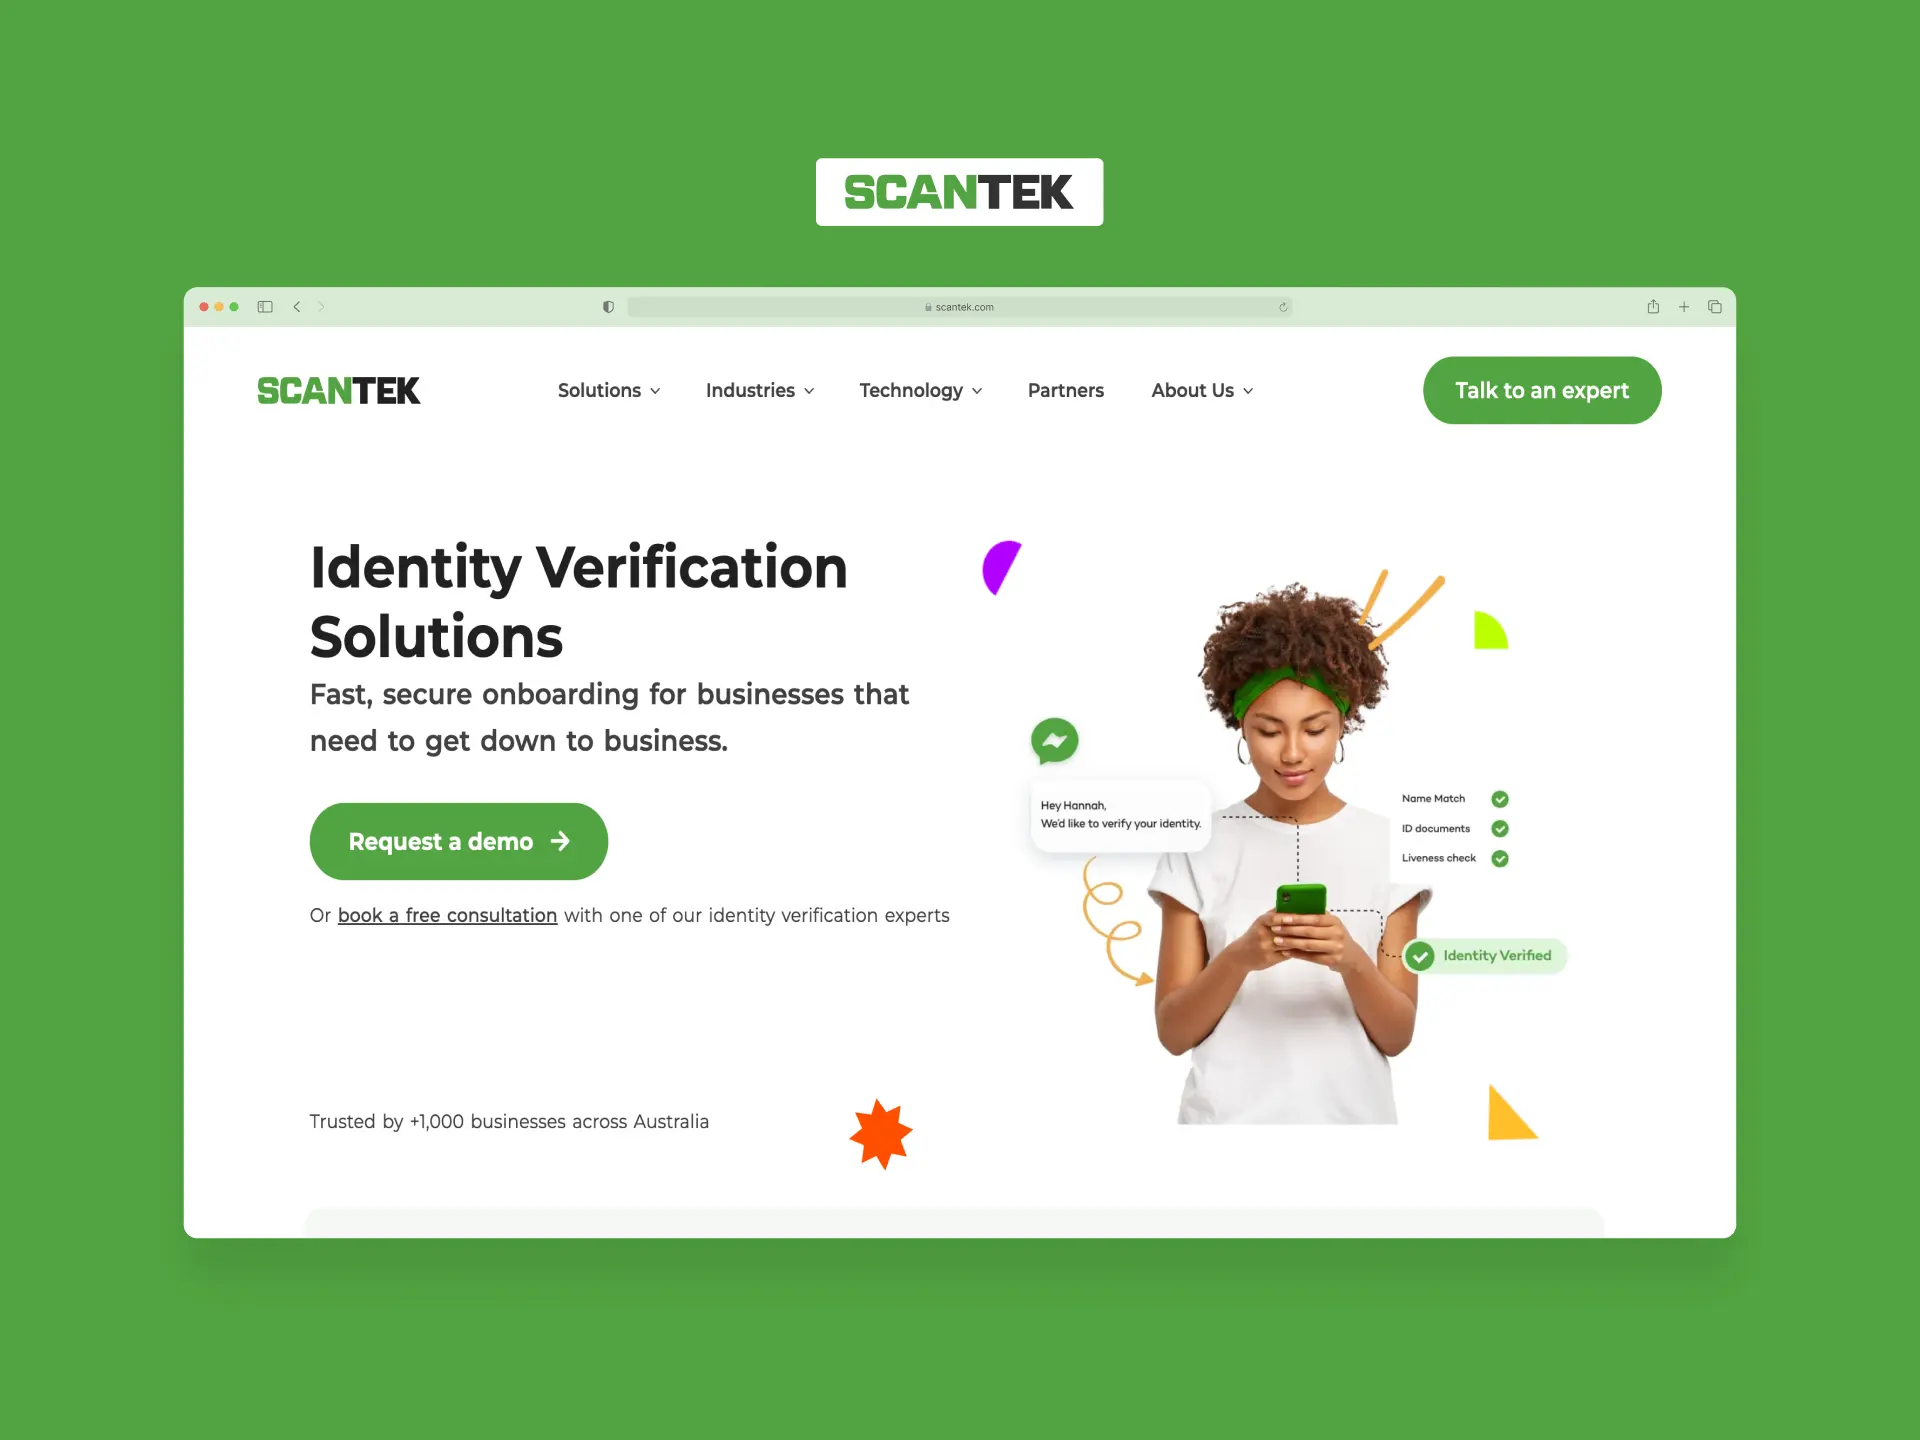 SCANTEK
scantek.com
SCANTEK
Solutions
Industries
Technology
Partners
About Us
Talk to an expert
Identity Verification
Solutions
Fast, secure onboarding for businesses that
need to get down to business.
Request a demo
Or book a free consultation with one of our identity verification experts
Hey Hannah,
We'd like to verify your identity.
Name Match
ID documents
Liveness check
Identity Verified
Trusted by +1,000 businesses across Australia